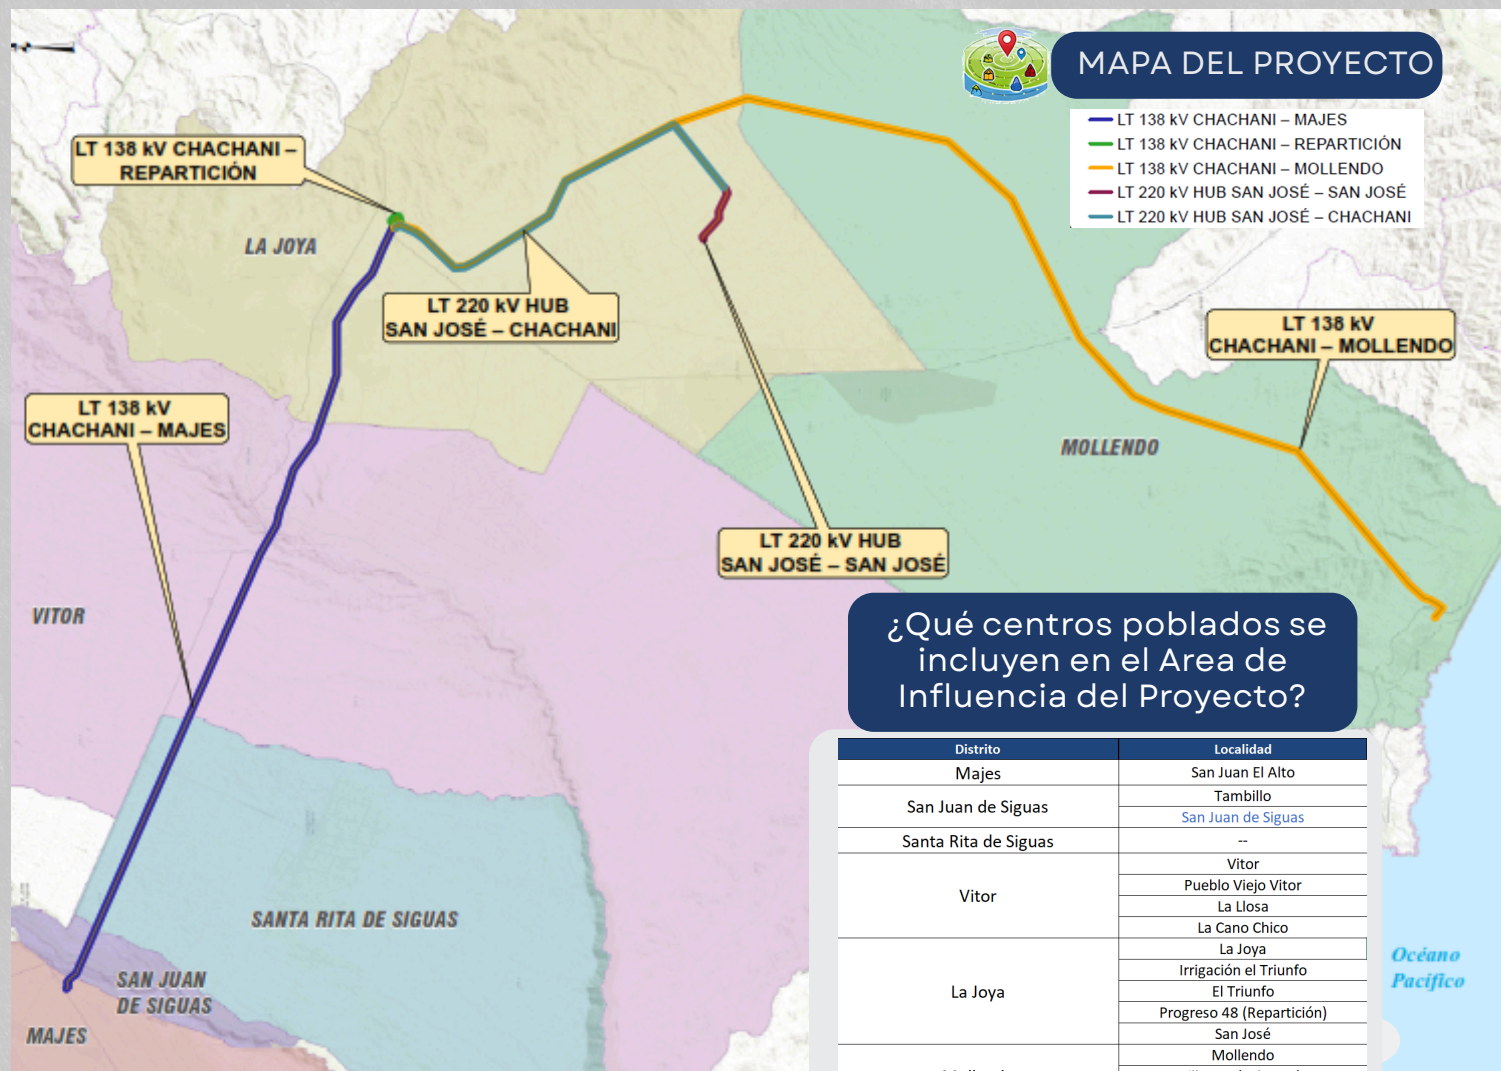 MAPA DEL PROYECTO
LT 138 kV CHACHANI – MAJES
LT 138 kV CHACHANI – REPARTICIÓN
LT 138 kV CHACHANI – MOLLENDO
LT 220 kV HUB SAN JOSÉ – SAN JOSÉ
LT 220 kV HUB SAN JOSÉ – CHACHANI
LT 138 kV CHACHANI –
REPARTICIÓN
LA JOYA
LT 220 kV HUB
SAN JOSÉ – CHACHANI
LT 138 kV
CHACHANI – MOLLENDO
LT 138 kV
CHACHANI – MAJES
MOLLENDO
LT 220 kV HUB
SAN JOSÉ – SAN JOSÉ
VITOR
SANTA RITA DE SIGUAS
SAN JUAN
DE SIGUAS
MAJES
¿Qué centros poblados se
incluyen en el Area de
Influencia del Proyecto?
Distrito Localidad
Majes San Juan El Alto
San Juan de Siguas Tambillo
San Juan de Siguas
Santa Rita de Siguas --
Vitor Vitor
Pueblo Viejo Vitor
La Llosa
La Cano Chico
La Joya La Joya
Irrigación el Triunfo
El Triunfo
Progreso 48 (Repartición)
San José
Mollendo
Océano
Pacífico